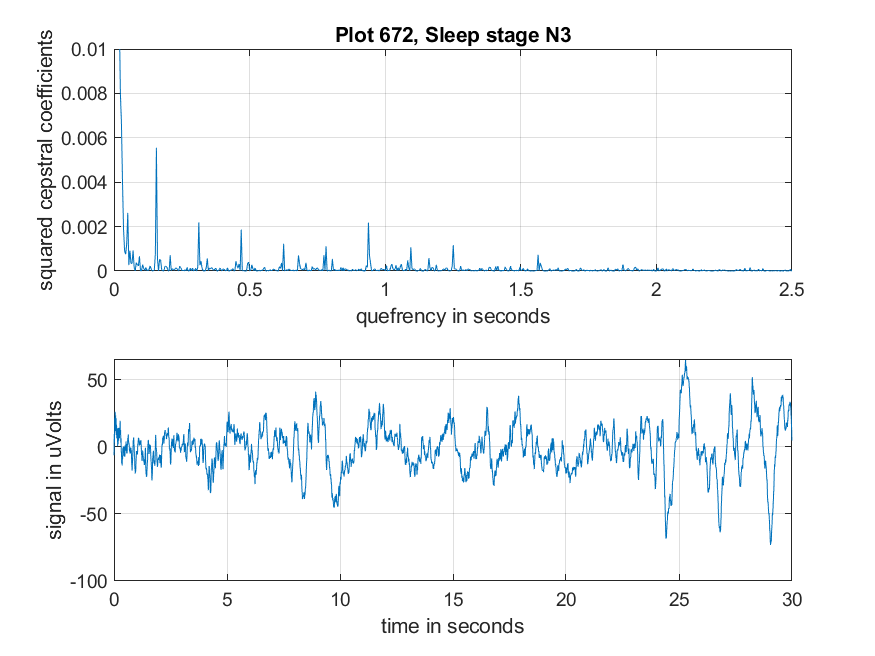 Plot 672, Sleep stage N3
squared cepstral coefficients
0.01
0.008
0.006
0.004
0.002
0
0 0.5 1 1.5 2 2.5
quefrency in seconds
signal in uVolts
50
0
-50
-100
0 5 10 15 20 25 30
time in seconds